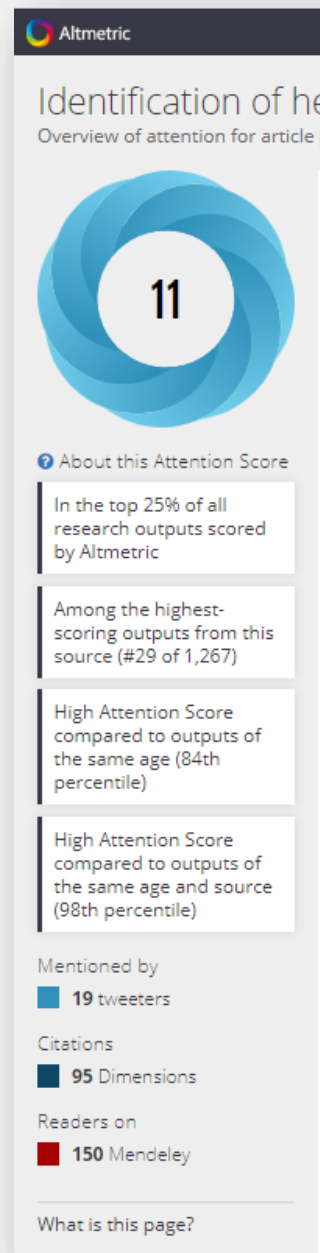 Altmetric
Identification of he
Overview of attention for article
11
About this Attention Score
In the top 25% of all
research outputs scored
by Altmetric
Among the highest-
scoring outputs from this
source (#29 of 1,267)
High Attention Score
compared to outputs of
the same age (84th
percentile)
High Attention Score
compared to outputs of
the same age and source
(98th percentile)
Mentioned by
19 tweeters
Citations
95 Dimensions
Readers on
150 Mendeley
What is this page?